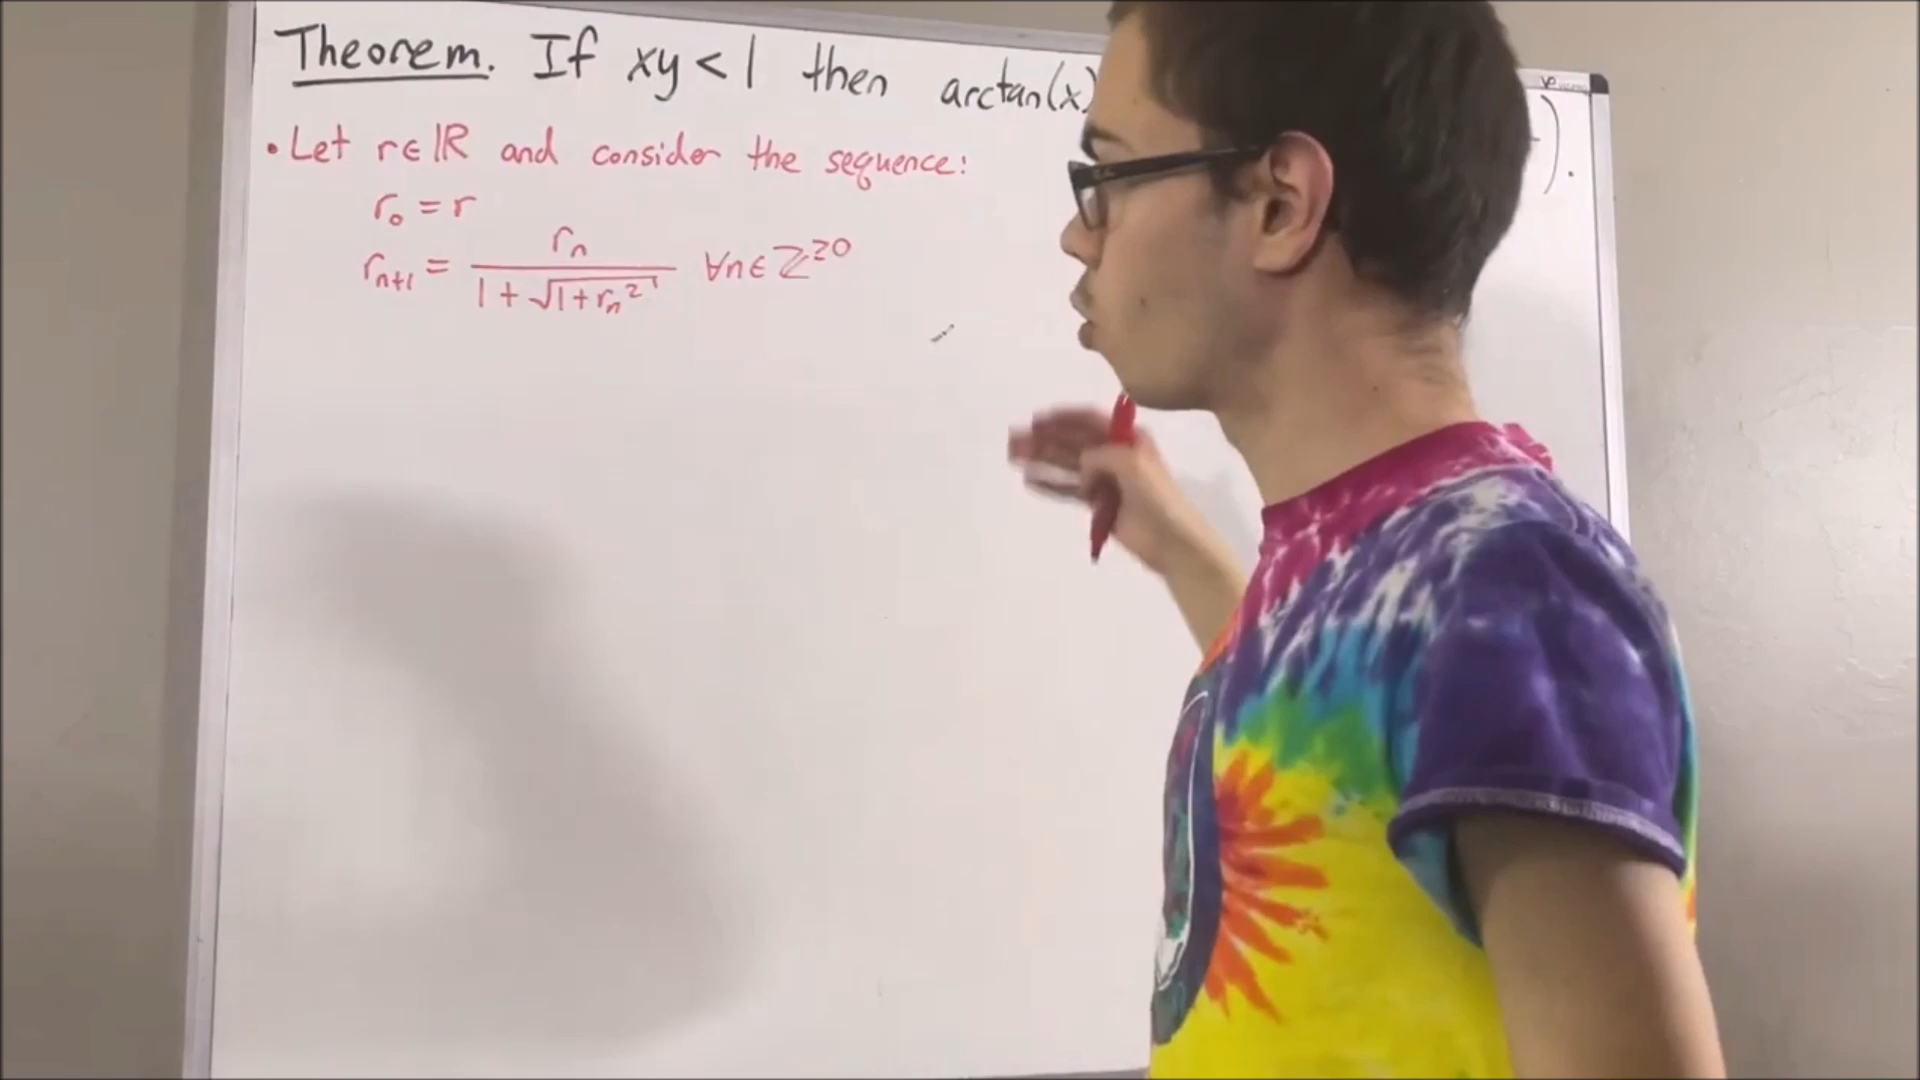 Theorem. If xy < 1 then arctan(x) ).
• Let r∈ℝ and consider the sequence:
r₀ = r
rₙ₊₁ = rₙ / (1 + √(1 + rₙ²)) ∀n∈ℤ^≥0